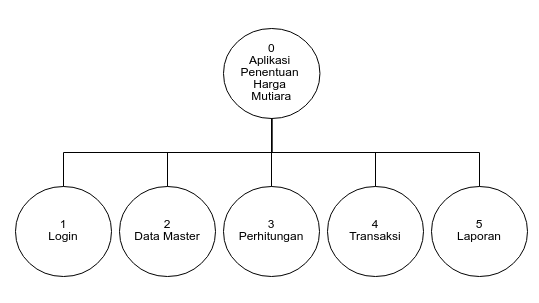 0
Aplikasi
Penentuan
Harga
Mutiara
1
Login
2
Data Master
3
Perhitungan
4
Transaksi
5
Laporan